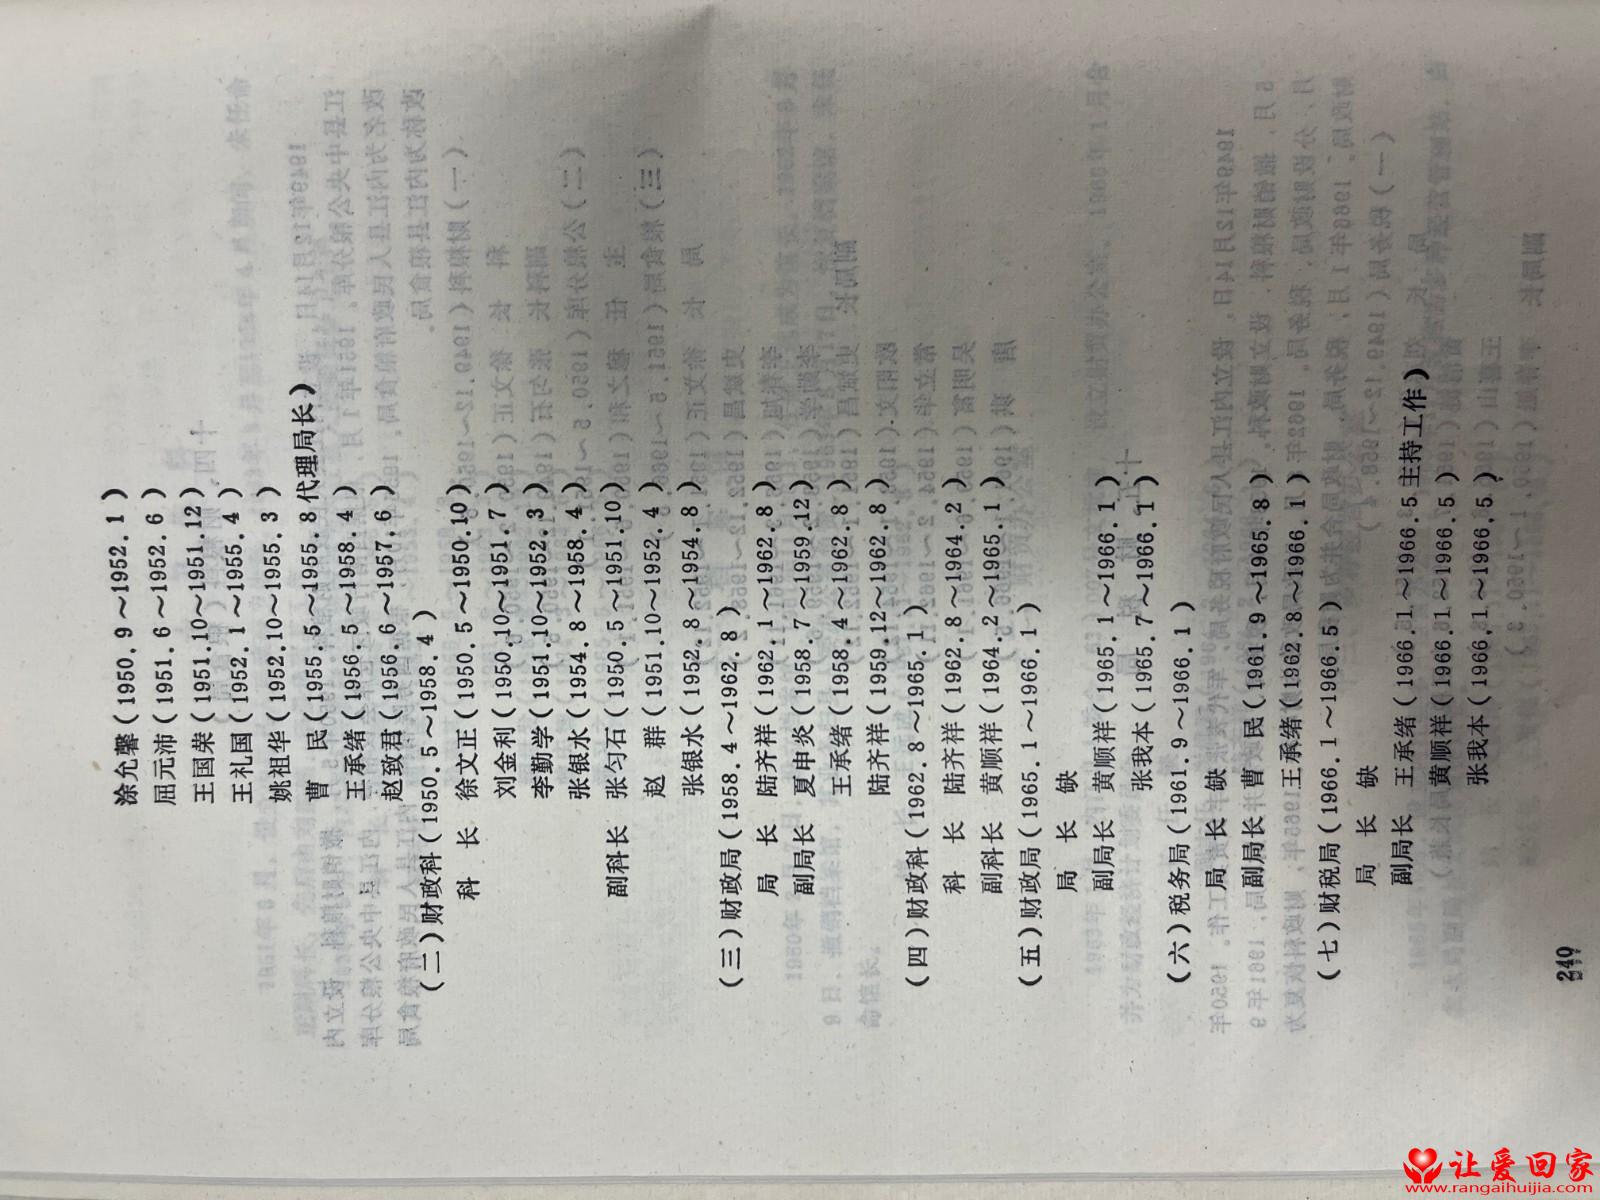 涂允馨（1950.9～1952.1）
屈元沛（1951.6～1952.6）
王国荣（1951.10～1951.12）
王礼国（1952.1～1955.4）
姚祖华（1952.10～1955.3）
曹　民（1955.5～1955.8代理局长）
王承绪（1956.5～1958.4）
赵致君（1956.6～1957.6）
（二）财政科（1950.5～1958.4）
科　长　徐文正（1950.5～1950.10）
刘金利（1950.10～1951.7）
李勤学（1951.10～1952.3）
张银水（1954.8～1958.4）
副科长　张匀石（1950.5～1951.10）
赵　群（1951.10～1952.4）
张银水（1952.8～1954.8）
（三）财政局（1958.4～1962.8）
局　长　陆齐祥（1962.1～1962.8）
副局长　夏申炎（1958.7～1959.12）
王承绪（1958.4～1962.8）
陆齐祥（1959.12～1962.8）
（四）财政科（1962.8～1965.1）
科　长　陆齐祥（1962.8～1964.2）
副科长　黄顺祥（1964.2～1965.1）
（五）财政局（1965.1～1966.1）
局　长　缺
副局长　黄顺祥（1965.1～1966.1）
张我本（1965.7～1966.1）
（六）税务局（1961.9～1966.1）
局　长　缺
副局长　曹　民（1961.9～1965.8）
王承绪（1962.8～1966.1）
（七）财税局（1966.1～1966.5）
局　长　缺
副局长　王承绪（1966.1～1966.5主持工作）
黄顺祥（1966.1～1966.5）
张我本（1966.1～1966.5）
240
让爱回家
www.rangaihuijia.com